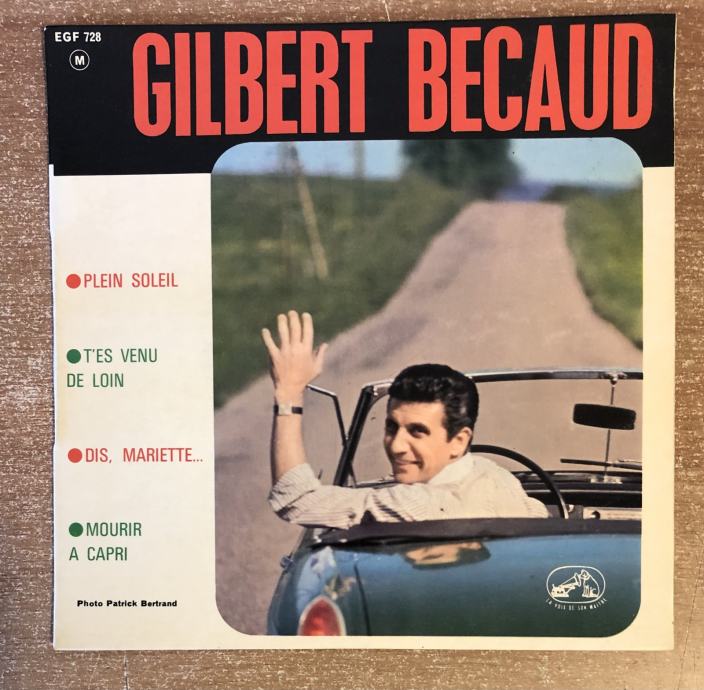 EGF 728
M
GILBERT BECAUD
PLEIN SOLEIL
T'ES VENU
DE LOIN
DIS, MARIETTE...
MOURIR
A CAPRI
Photo Patrick Bertrand
LA VOIX DE SON MAITRE